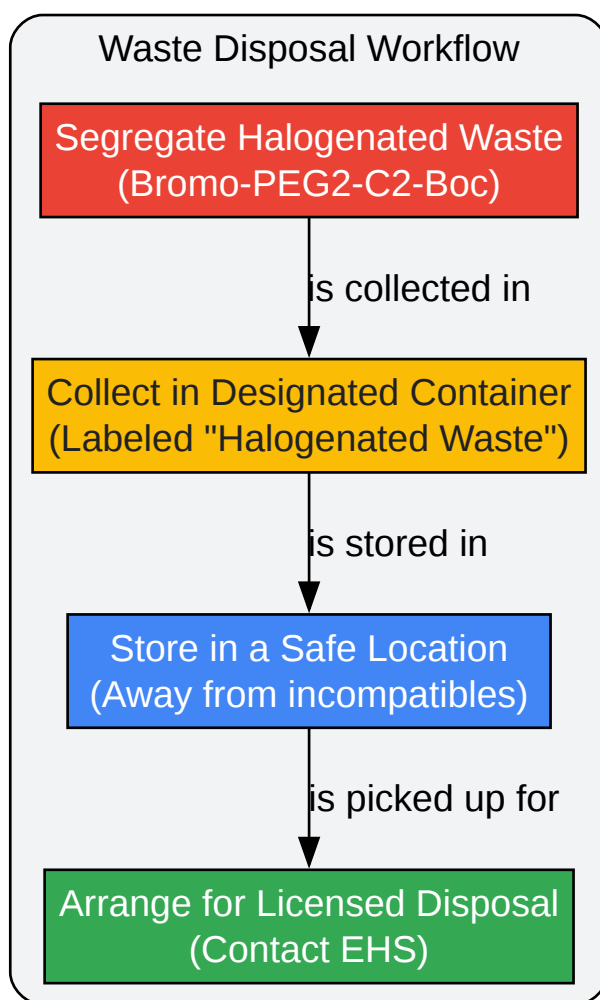 Waste Disposal Workflow
Segregate Halogenated Waste
(Bromo-PEG2-C2-Boc)
is collected in
Collect in Designated Container
(Labeled "Halogenated Waste")
is stored in
Store in a Safe Location
(Away from incompatibles)
is picked up for
Arrange for Licensed Disposal
(Contact EHS)